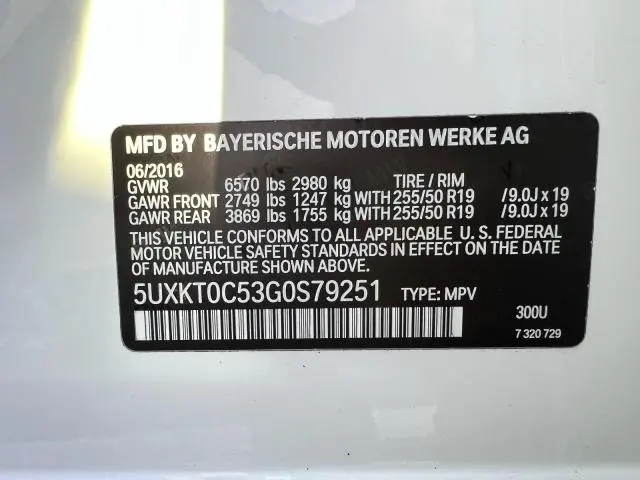 MFD BY BAYERISCHE MOTOREN WERKE AG
06/2016
GVWR 6570 lbs 2980 kg TIRE / RIM
GAWR FRONT 2749 lbs 1247 kg WITH 255/50 R19 /9.0J x 19
GAWR REAR 3869 lbs 1755 kg WITH 255/50 R19 /9.0J x 19
THIS VEHICLE CONFORMS TO ALL APPLICABLE U. S. FEDERAL
MOTOR VEHICLE SAFETY STANDARDS IN EFFECT ON THE DATE
OF MANUFACTURE SHOWN ABOVE.
5UXKT0C53G0S79251 TYPE: MPV
300U
7 320 729